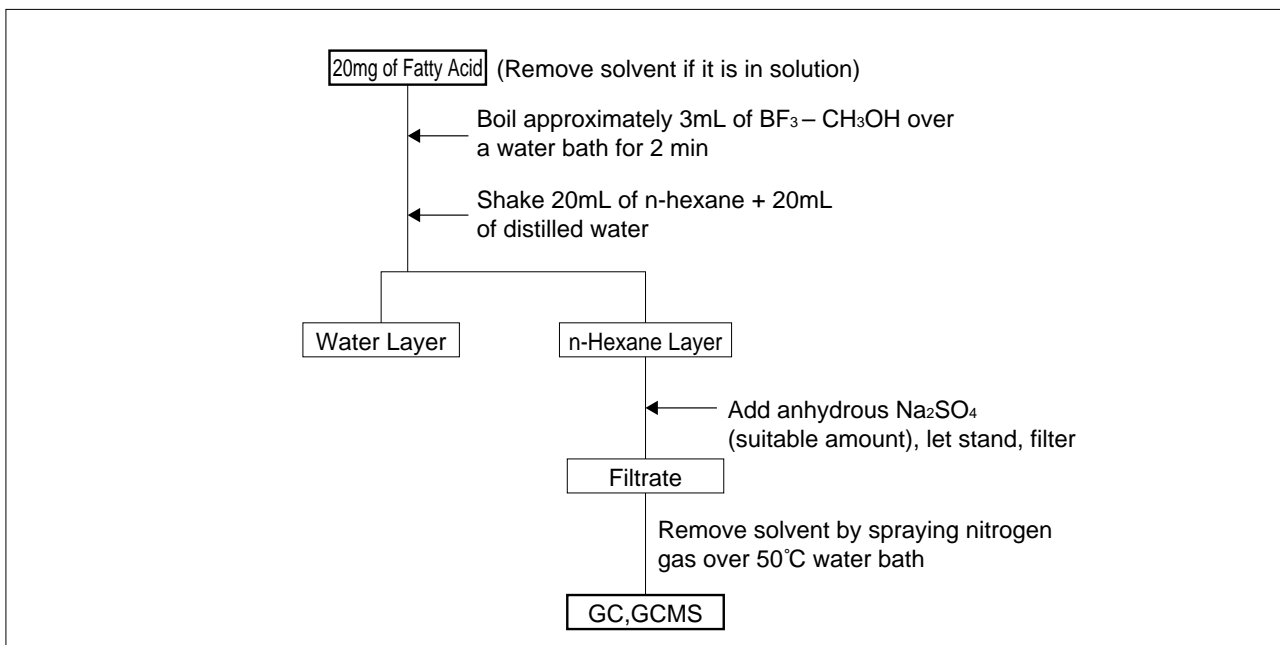 20mg of Fatty Acid (Remove solvent if it is in solution)
Boil approximately 3mL of BF₃ – CH₃OH over
a water bath for 2 min
Shake 20mL of n-hexane + 20mL
of distilled water
Water Layer
n-Hexane Layer
Add anhydrous Na₂SO₄
(suitable amount), let stand, filter
Filtrate
Remove solvent by spraying nitrogen
gas over 50℃ water bath
GC,GCMS